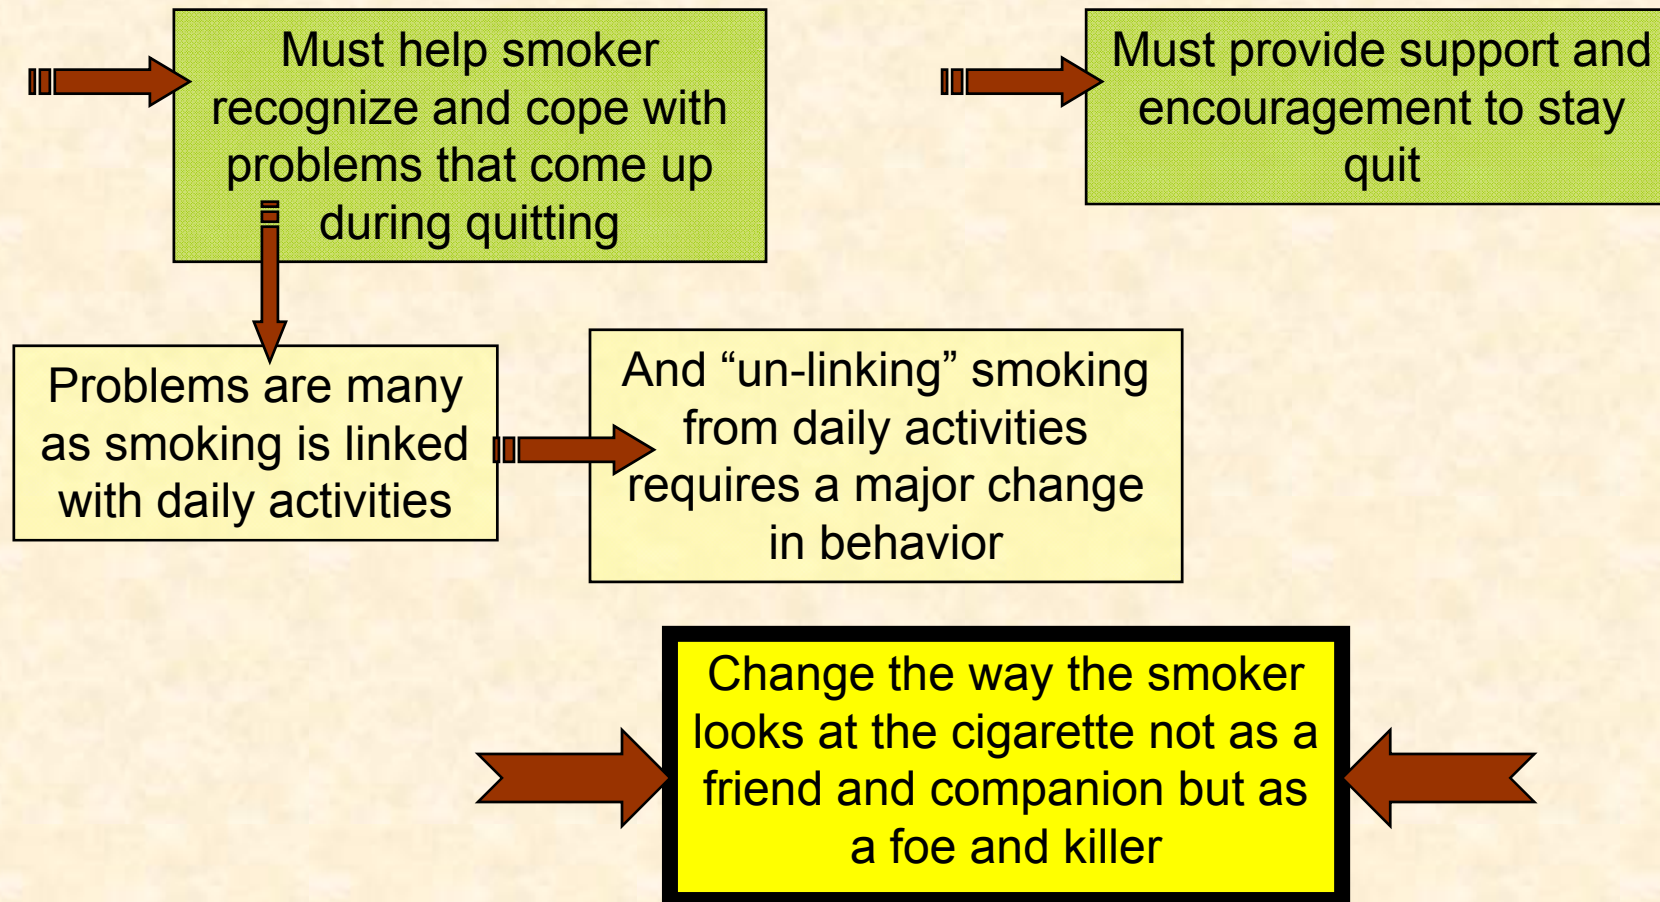 Must help smoker
recognize and cope with
problems that come up
during quitting
Must provide support and
encouragement to stay
quit
Problems are many
as smoking is linked
with daily activities
And “un-linking” smoking
from daily activities
requires a major change
in behavior
Change the way the smoker
looks at the cigarette not as a
friend and companion but as
a foe and killer